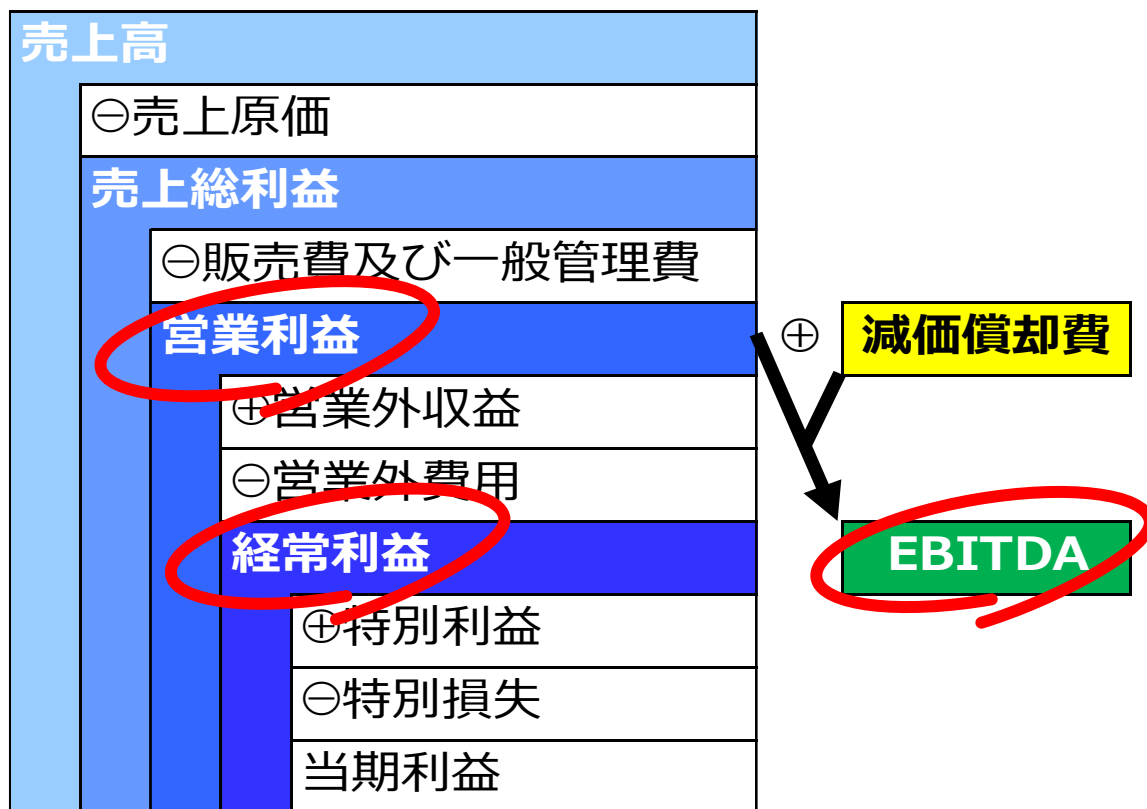 売上高
⊖売上原価
売上総利益
⊖販売費及び一般管理費
営業利益
⊕ 減価償却費
⊕営業外収益
⊖営業外費用
経常利益
EBITDA
⊕特別利益
⊖特別損失
当期利益